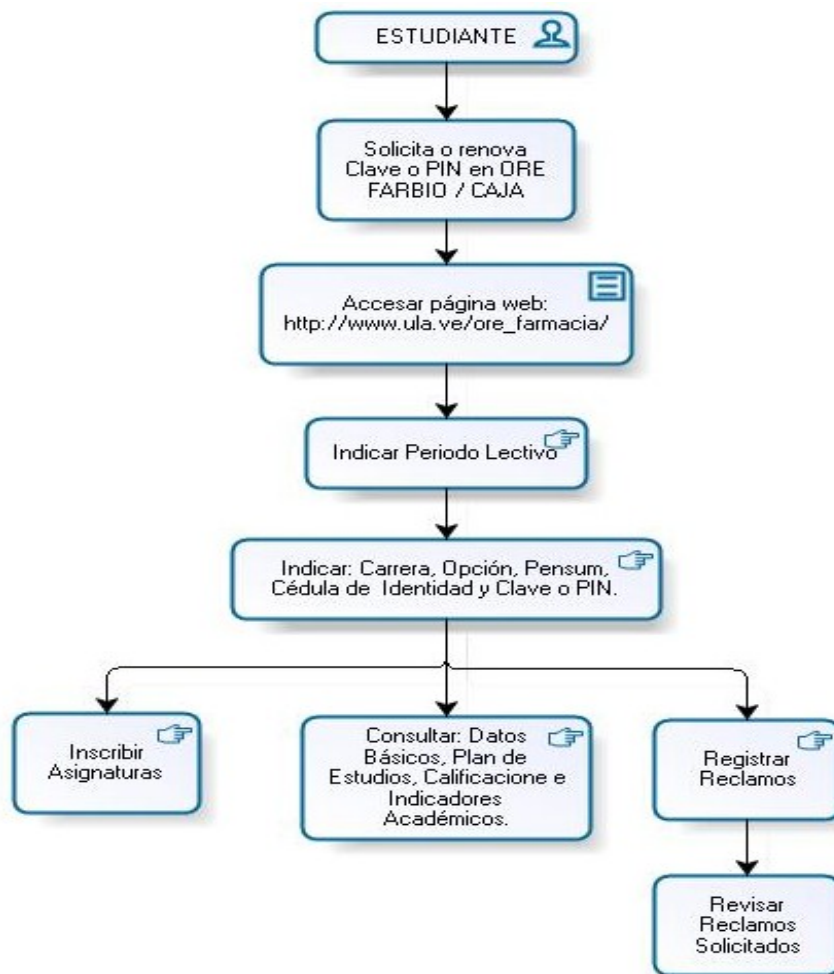 ESTUDIANTE
Solicita o renova
Clave o PIN en ORE
FARBIO / CAJA
Accesar página web:
http://www.ula.ve/ore_farmacia/
Indicar Periodo Lectivo
Indicar: Carrera, Opción, Pensum,
Cédula de Identidad y Clave o PIN.
Inscribir
Asignaturas
Consultar: Datos
Básicos, Plan de
Estudios, Calificacione e
Indicadores
Académicos.
Registrar
Reclamos
Revisar
Reclamos
Solicitados